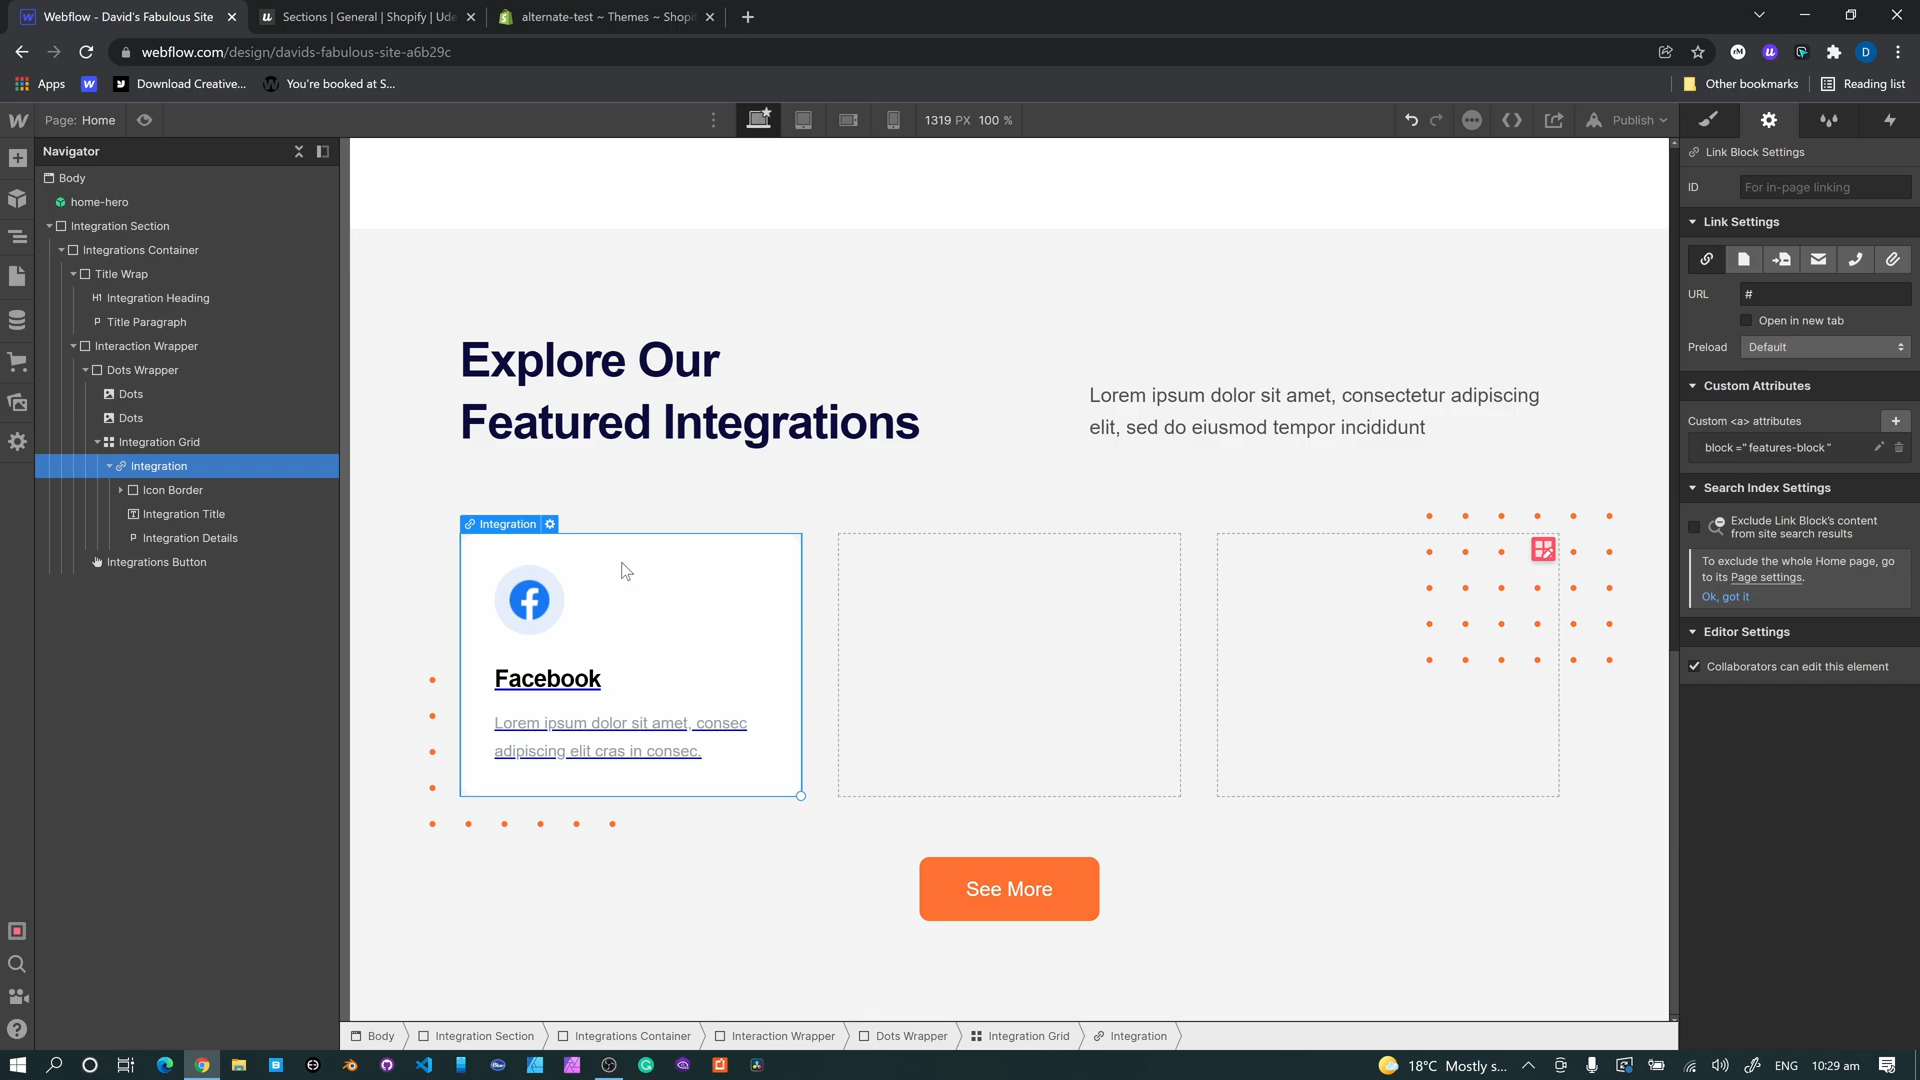 Webflow - David's Fabulous Site
Sections | General | Shopify | Ude
alternate-test ~ Themes ~ Shopi
webflow.com/design/davids-fabulous-site-a6b29c
Apps
Download Creative...
You're booked at S...
Other bookmarks
Reading list
Page: Home
1319 PX 100 %
Publish
Navigator
Body
home-hero
Integration Section
Integrations Container
Title Wrap
H1 Integration Heading
P Title Paragraph
Interaction Wrapper
Dots Wrapper
Dots
Dots
Integration Grid
Integration
Icon Border
Integration Title
P Integration Details
Integrations Button
Explore Our
Featured Integrations
Lorem ipsum dolor sit amet, consectetur adipiscing
elit, sed do eiusmod tempor incididunt
Integration
Facebook
Lorem ipsum dolor sit amet, consec
adipiscing elit cras in consec.
See More
Link Block Settings
ID For in-page linking
Link Settings
URL #
Open in new tab
Preload Default
Custom Attributes
Custom <a> attributes
block ="features-block"
Search Index Settings
Exclude Link Block's content
from site search results
To exclude the whole Home page, go
to its Page settings.
Ok, got it
Editor Settings
Collaborators can edit this element
Body Integration Section Integrations Container Interaction Wrapper Dots Wrapper Integration Grid Integration
18°C Mostly s...
ENG
10:29 am